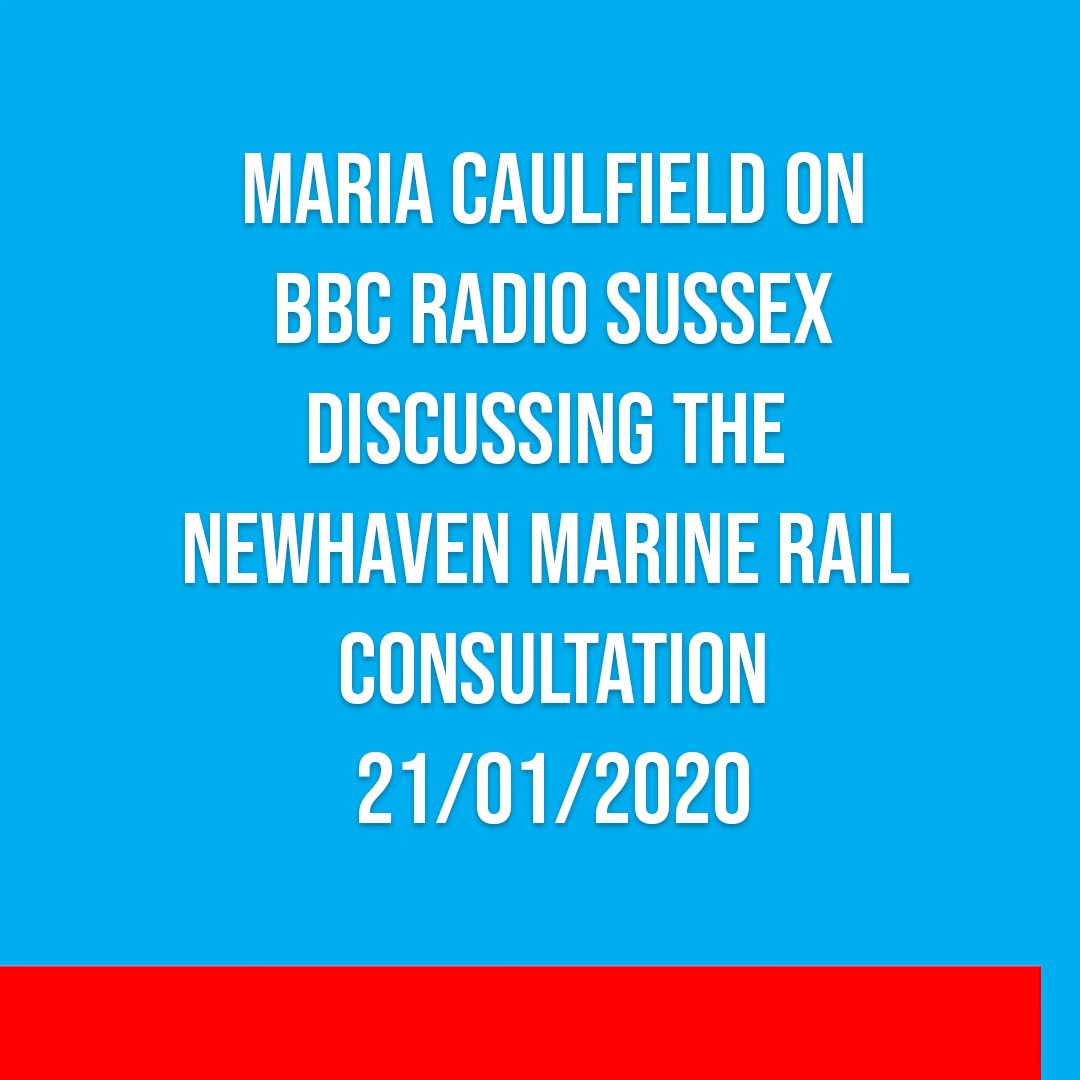 MARIA CAULFIELD ON
BBC RADIO SUSSEX
DISCUSSING THE
NEWHAVEN MARINE RAIL
CONSULTATION
21/01/2020